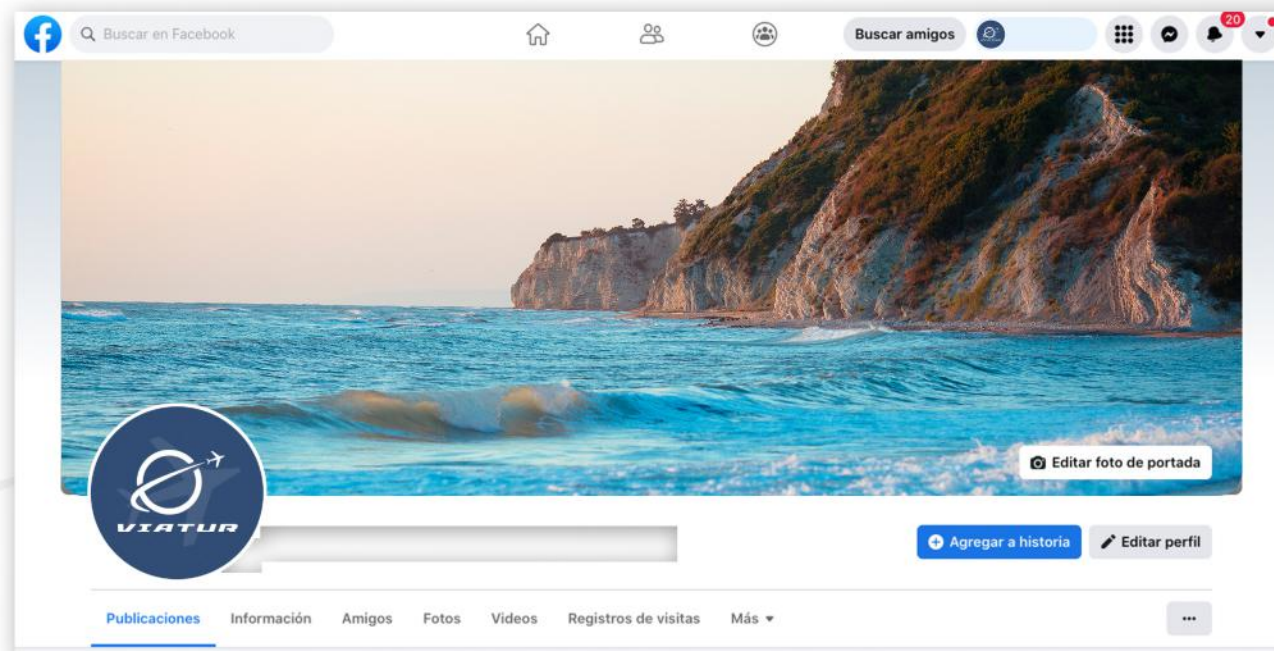 Buscar en Facebook
Buscar amigos
20
Editar foto de portada
VIATUR
Agregar a historia
Editar perfil
Publicaciones Información Amigos Fotos Videos Registros de visitas Más